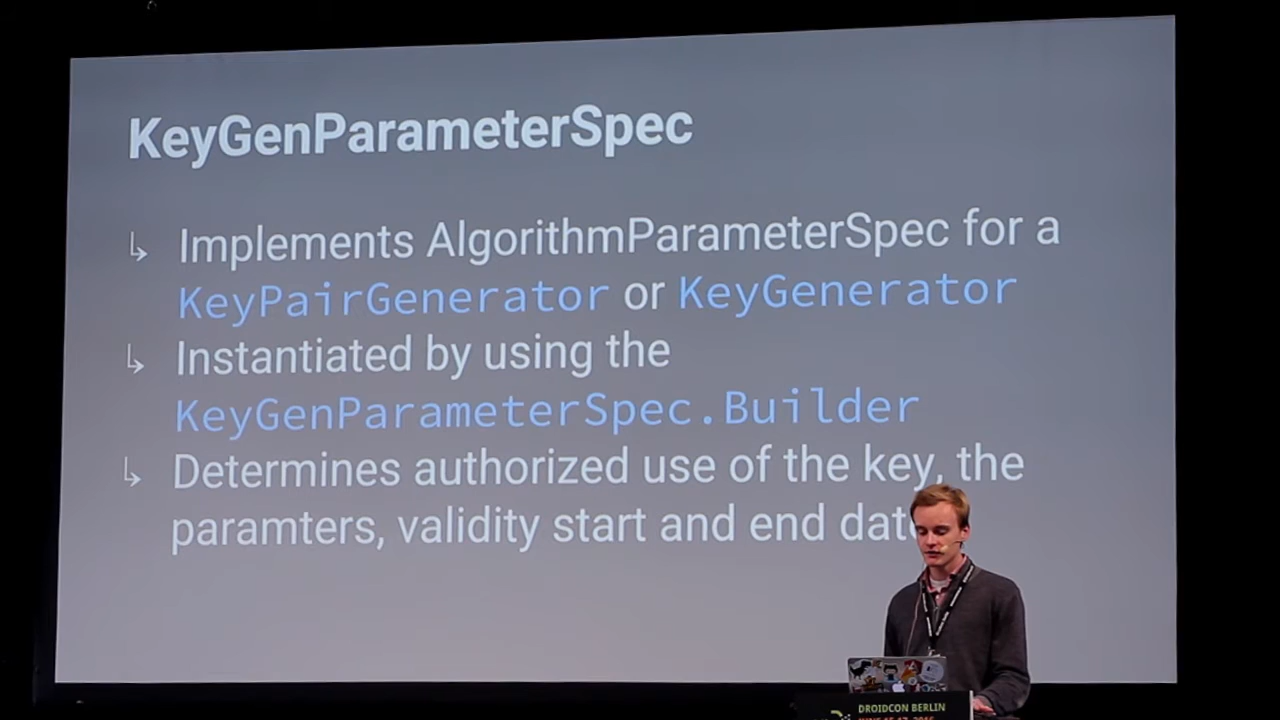 KeyGenParameterSpec
↳ Implements AlgorithmParameterSpec for a
KeyPairGenerator or KeyGenerator
↳ Instantiated by using the
KeyGenParameterSpec.Builder
↳ Determines authorized use of the key, the
paramters, validity start and end date
DROIDCON BERLIN